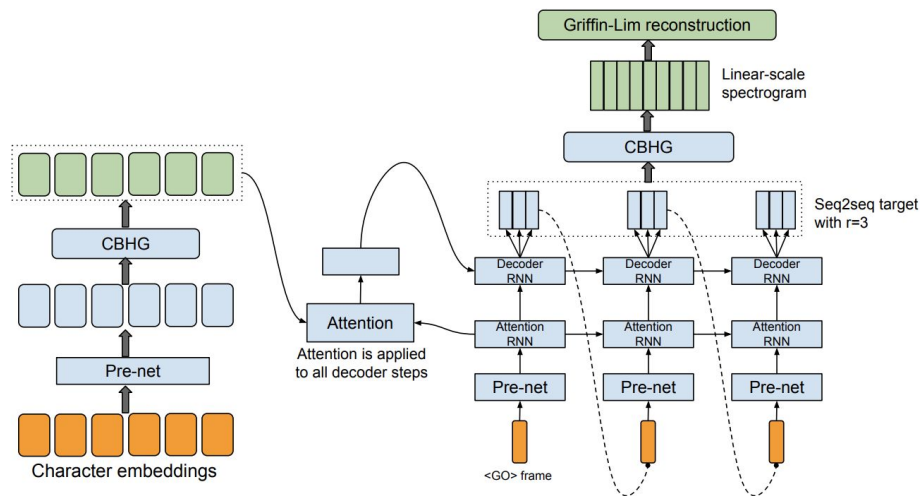 Griffin-Lim reconstruction
Linear-scale
spectrogram
CBHG
Seq2seq target
with r=3
CBHG
Decoder
RNN
Decoder
RNN
Decoder
RNN
Attention
Attention is applied
to all decoder steps
Attention
RNN
Attention
RNN
Attention
RNN
Pre-net
Pre-net
Pre-net
Pre-net
Character embeddings
<GO> frame